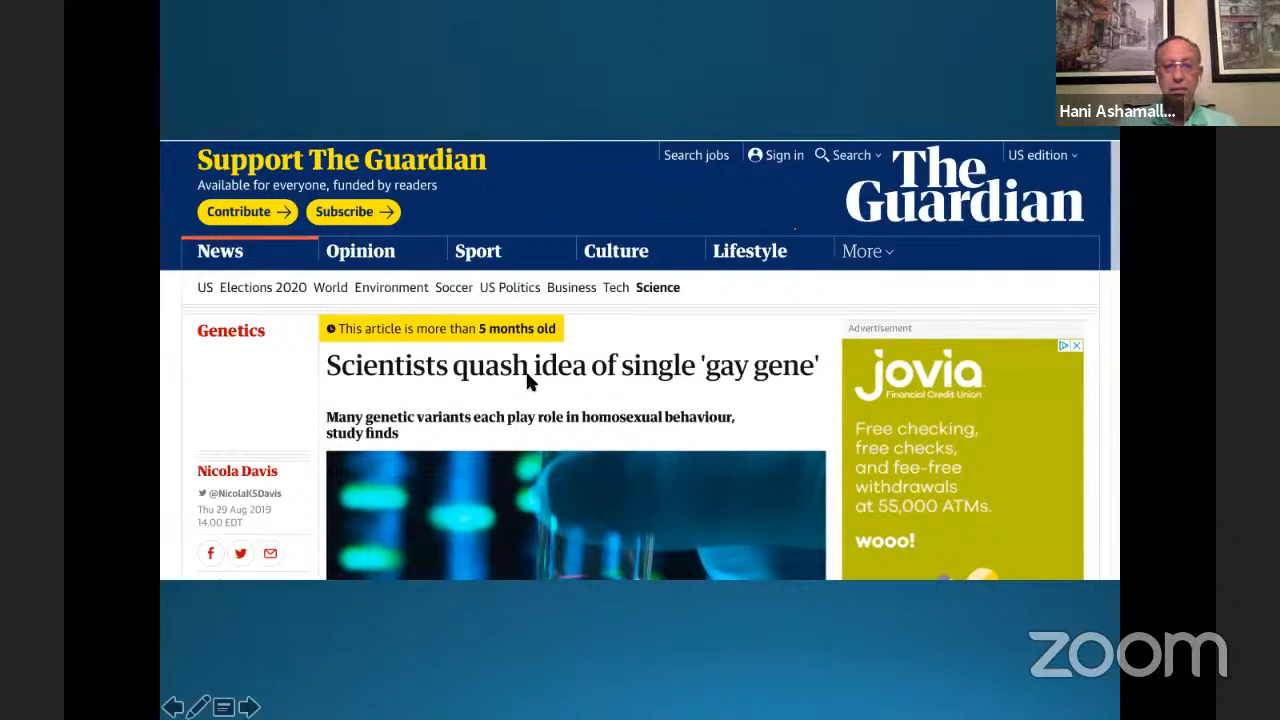 Hani Ashamall...
Support The Guardian
Available for everyone, funded by readers
Contribute
Subscribe
Search jobs
Sign in
Search
US edition
The
Guardian
News
Opinion
Sport
Culture
Lifestyle
More
US Elections 2020 World Environment Soccer US Politics Business Tech Science
Genetics
This article is more than 5 months old
Scientists quash idea of single 'gay gene'
Many genetic variants each play role in homosexual behaviour,
study finds
Nicola Davis
@NicolaKSDavis
Thu 29 Aug 2019
14.00 EDT
Advertisement
jovia
Financial Credit Union
Free checking,
free checks,
and fee-free
withdrawals
at 55,000 ATMs.
wooo!
zoom